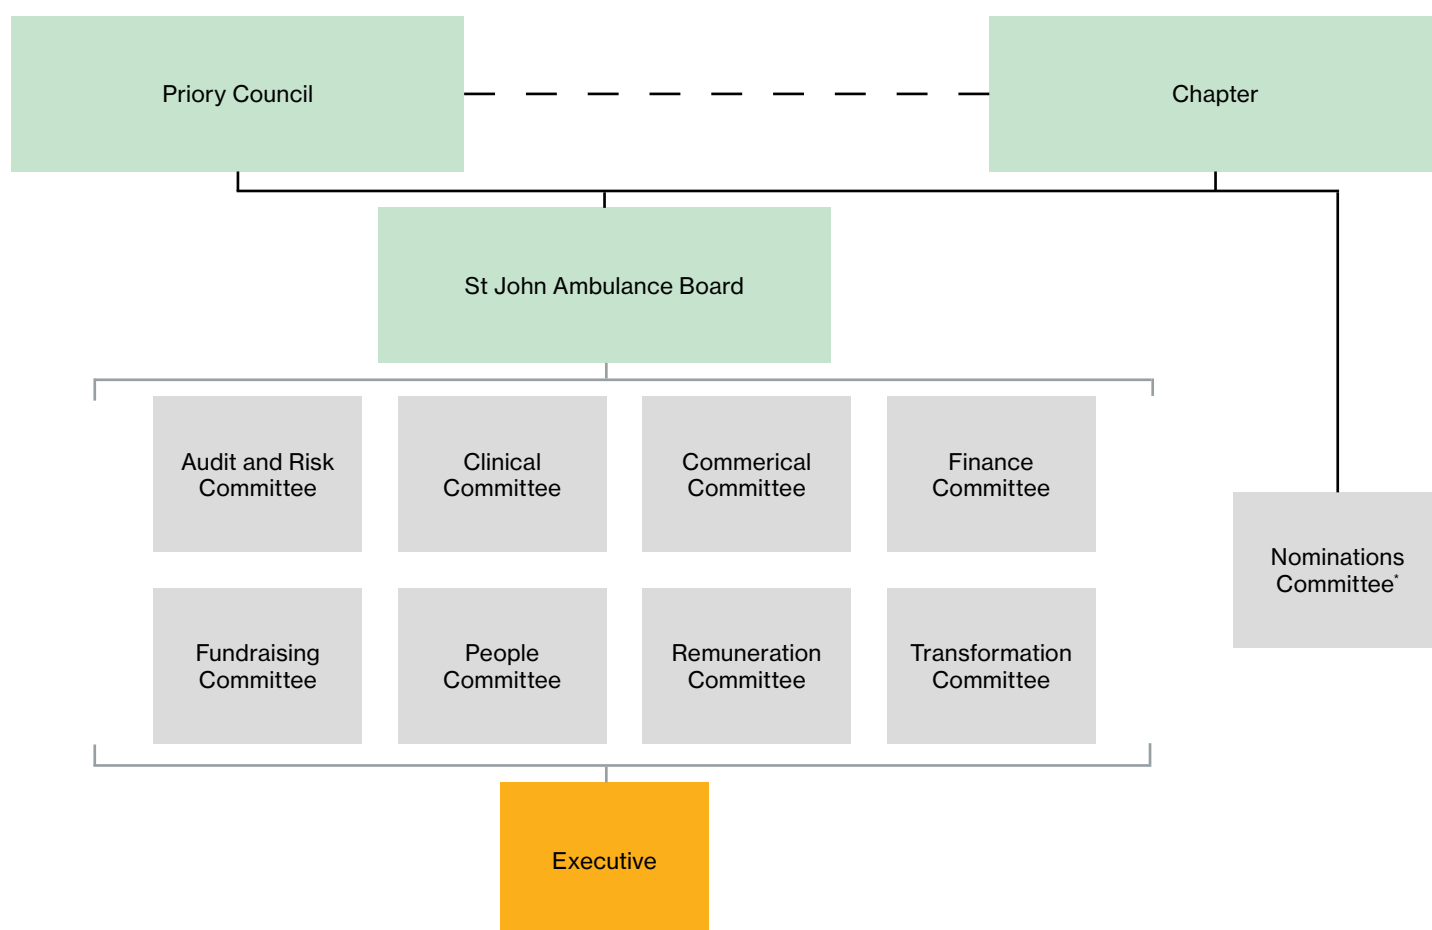 Priory Council
Chapter
St John Ambulance Board
Audit and Risk
Committee
Clinical
Committee
Commerical
Committee
Finance
Committee
Nominations
Committee*
Fundraising
Committee
People
Committee
Remuneration
Committee
Transformation
Committee
Executive